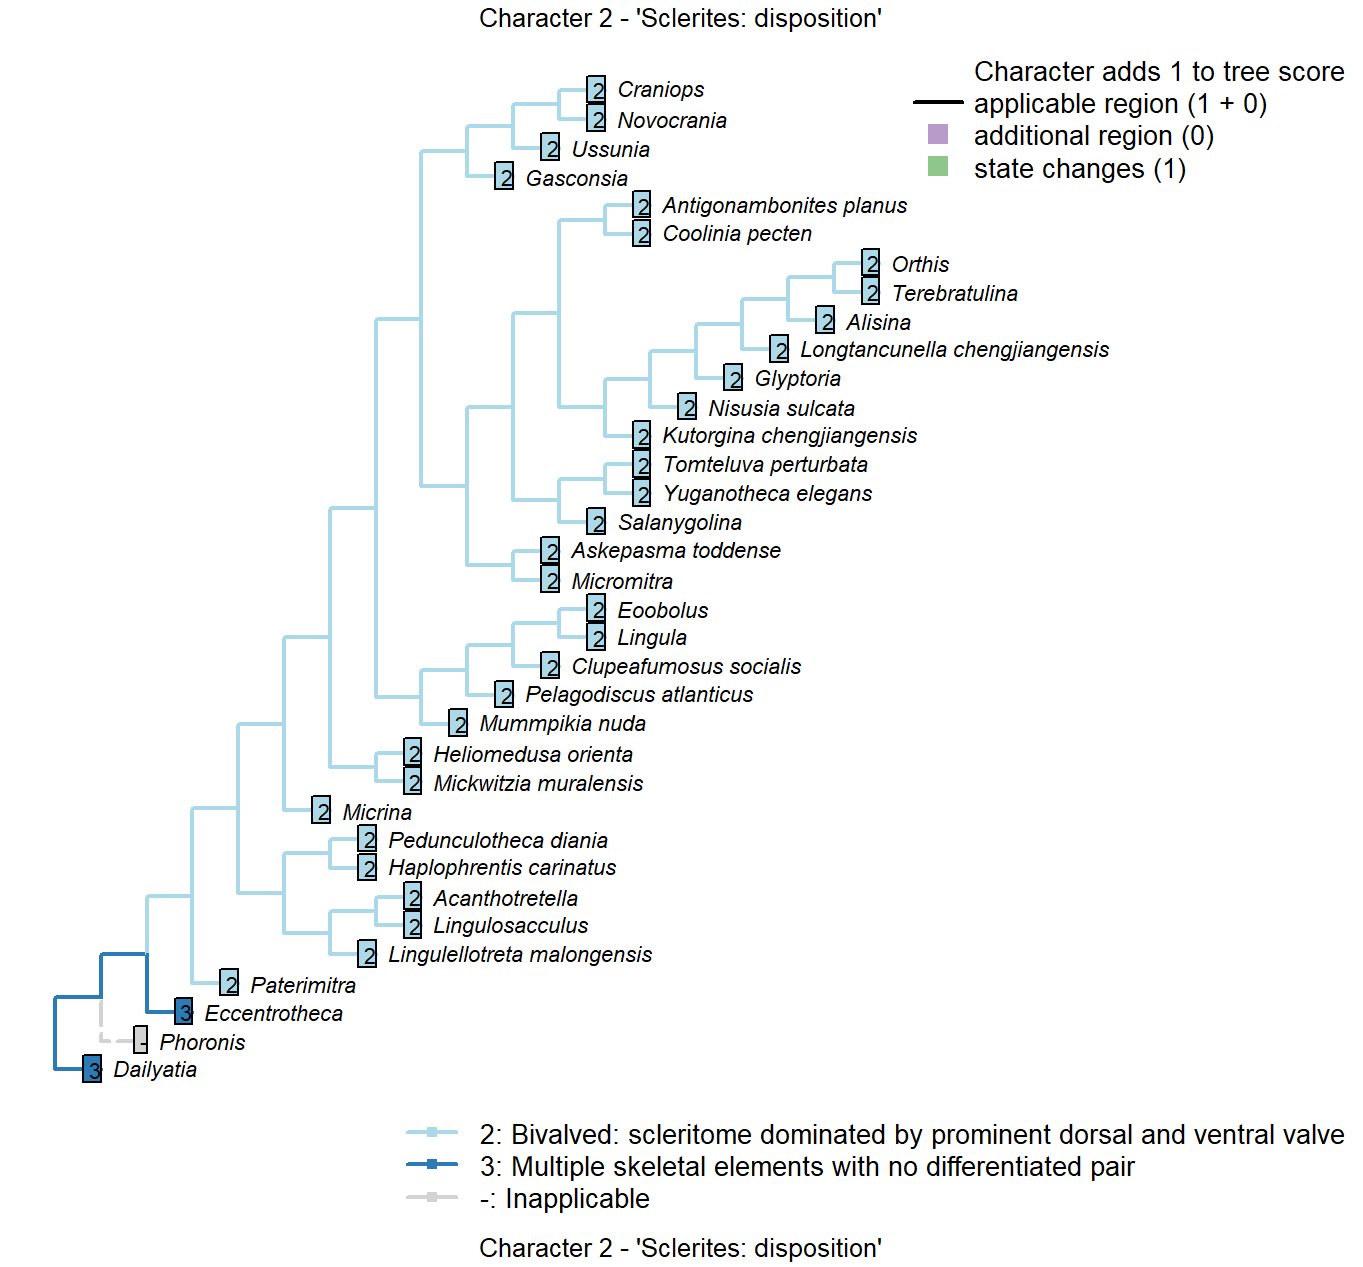 Character 2 - 'Sclerites: disposition'
Character adds 1 to tree score
applicable region (1 + 0)
additional region (0)
state changes (1)
2 Craniops
2 Novocrania
2 Ussunia
2 Gasconsia
2 Antigonambonites planus
2 Coolinia pecten
2 Orthis
2 Terebratulina
2 Alisina
2 Longtancunella chengjiangensis
2 Glyptoria
2 Nisusia sulcata
2 Kutorgina chengjiangensis
2 Tomteluva perturbata
2 Yuganotheca elegans
2 Salanygolina
2 Askepasma toddense
2 Micromitra
2 Eoobolus
2 Lingula
2 Clupeafumosus socialis
2 Pelagodiscus atlanticus
2 Mummpikia nuda
2 Heliomedusa orienta
2 Mickwitzia muralensis
2 Micrina
2 Pedunculotheca diania
2 Haplophrentis carinatus
2 Acanthotretella
2 Lingulosacculus
2 Lingulellotreta malongensis
2 Paterimitra
3 Eccentrotheca
- Phoronis
3 Dailyatia
2: Bivalved: scleritome dominated by prominent dorsal and ventral valve
3: Multiple skeletal elements with no differentiated pair
-: Inapplicable
Character 2 - 'Sclerites: disposition'